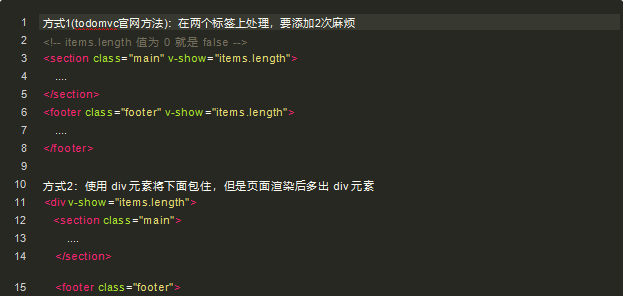 1 方式1(todomvc官网方法)：在两个标签上处理，要添加2次麻烦
2 <!-- items.length 值为 0 就是 false -->
3 <section class="main" v-show="items.length">
4 ....
5 </section>
6 <footer class="footer" v-show="items.length">
7 ....
8 </footer>
9
10 方式2：使用 div 元素将下面包住，但是页面渲染后多出 div 元素
11 <div v-show="items.length">
12 <section class="main">
13 ....
14 </section>
15 <footer class="footer">